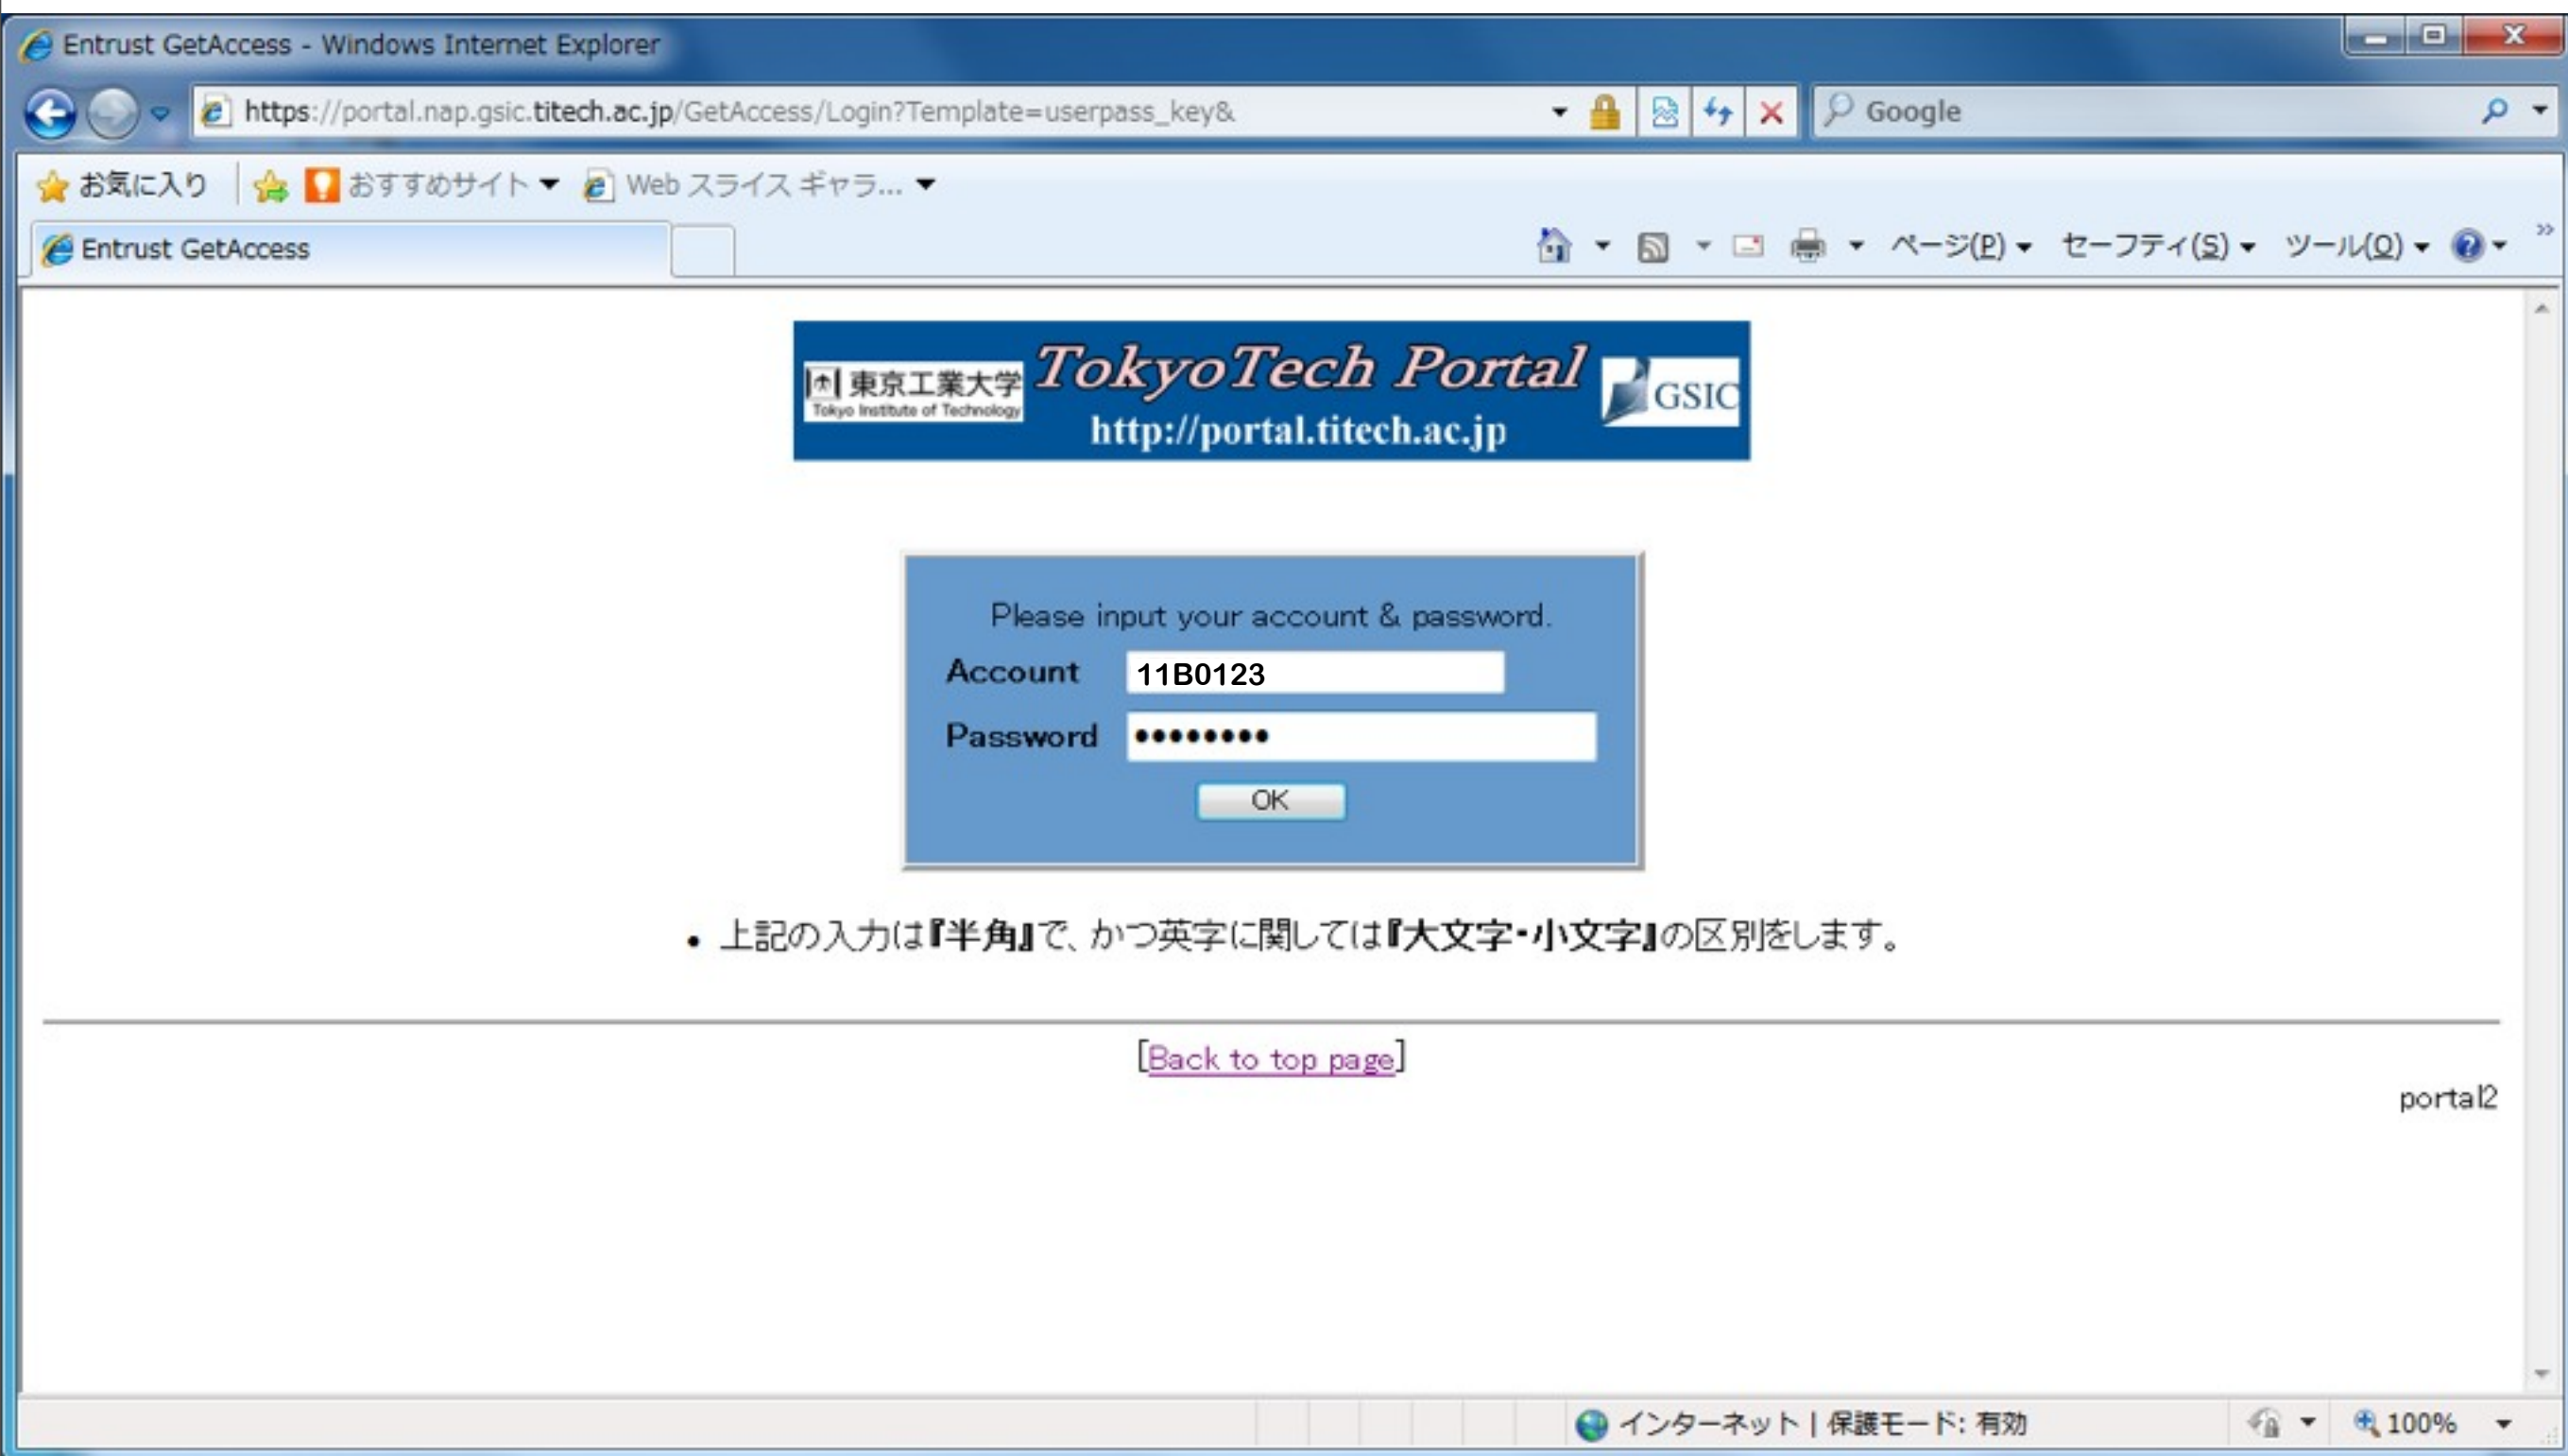 Entrust GetAccess - Windows Internet Explorer
https://portal.nap.gsic.titech.ac.jp/GetAccess/Login?Template=userpass_key&
Google
お気に入り
おすすめサイト
Web スライス ギャラ...
Entrust GetAccess
ページ(P)
セーフティ(S)
ツール(O)
東京工業大学
Tokyo Institute of Technology
TokyoTech Portal
http://portal.titech.ac.jp
GSIC
Please input your account & password.
Account 11B0123
Password ••••••••
OK
• 上記の入力は『半角』で、かつ英字に関しては『大文字・小文字』の区別をします。
[Back to top page]
portal2
インターネット | 保護モード: 有効
100%